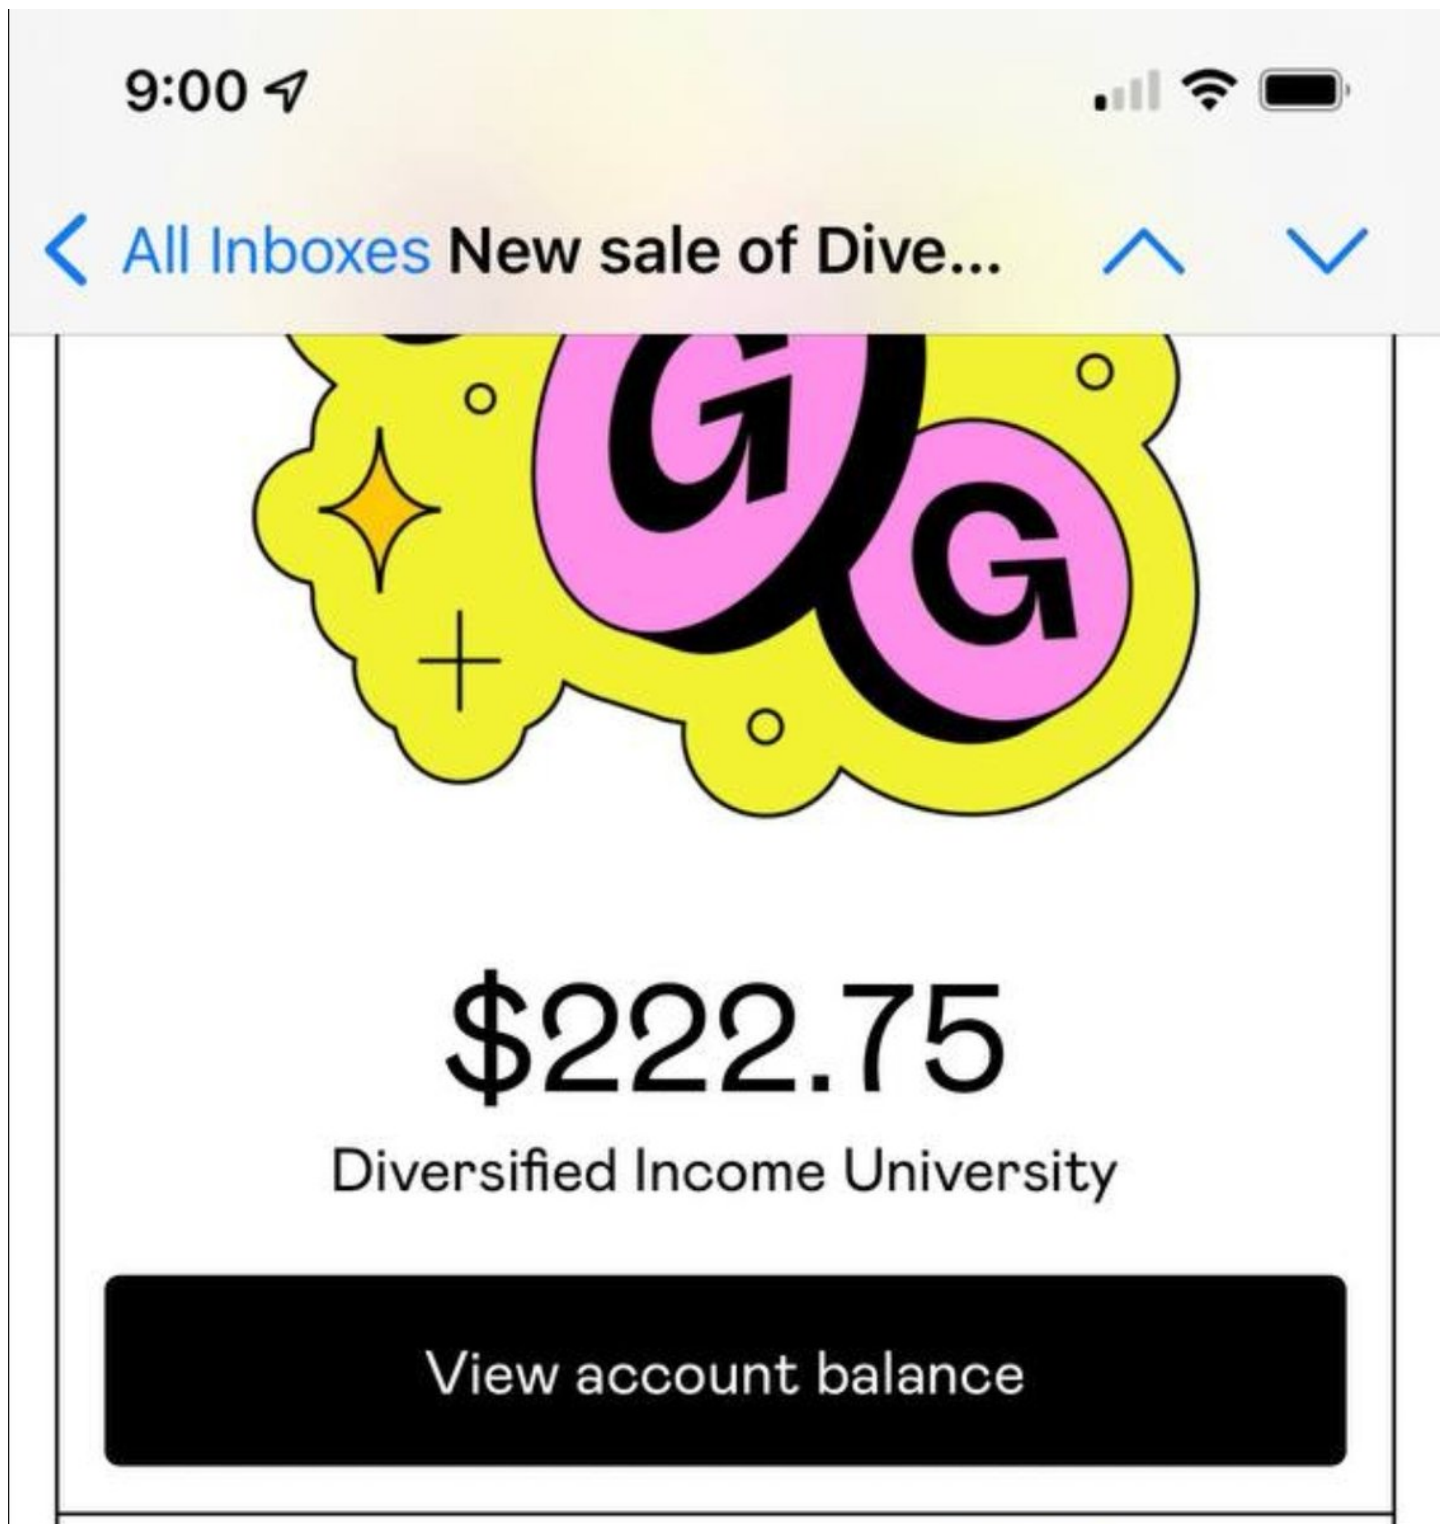 9:00
All Inboxes New sale of Dive...
G
G
$222.75
Diversified Income University
View account balance